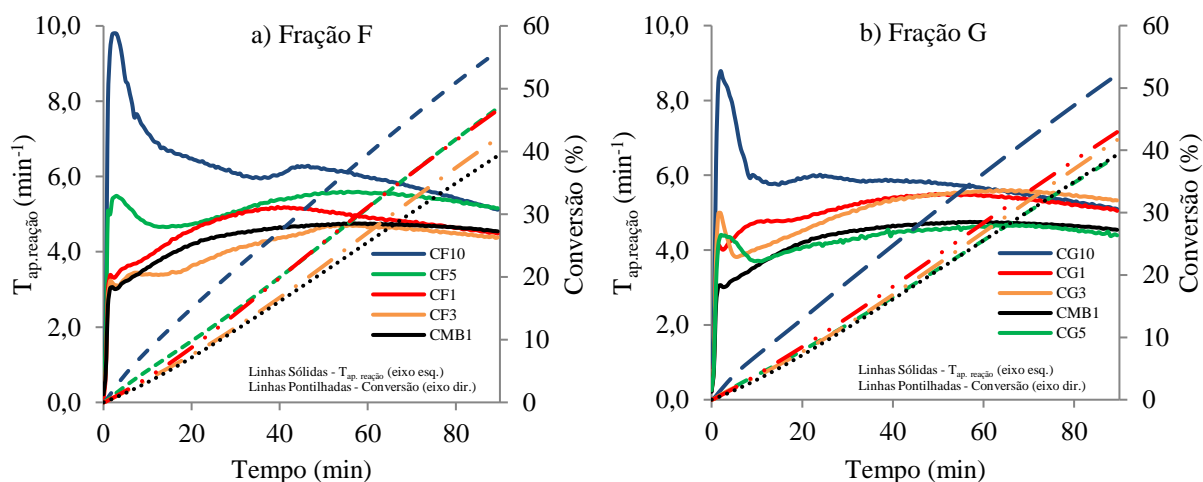 a) Fração F
10,0
8,0
6,0
4,0
2,0
0,0
T ap.reação (min-1)
60
50
40
30
20
10
0
Conversão (%)
CF10
CF5
CF1
CF3
CMB1
Linhas Sólidas - T ap. reação (eixo esq.)
Linhas Pontilhadas - Conversão (eixo dir.)
0 20 40 60 80
Tempo (min)
b) Fração G
10,0
8,0
6,0
4,0
2,0
0,0
T ap.reação (min-1)
60
50
40
30
20
10
0
Conversão (%)
CG10
CG1
CG3
CMB1
CG5
Linhas Sólidas - T ap. reação (eixo esq.)
Linhas Pontilhadas - Conversão (eixo dir.)
0 20 40 60 80
Tempo (min)